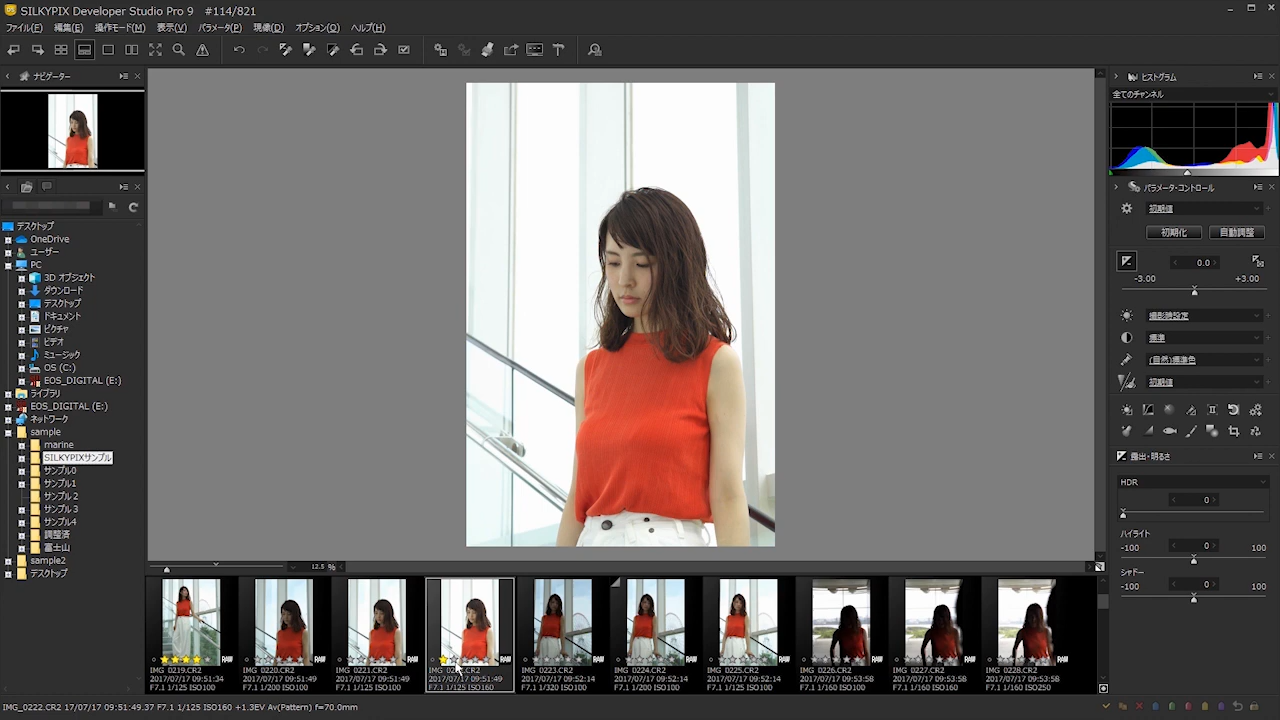 SILKYPIX Developer Studio Pro 9 #114/821
ファイル(F) 編集(E) 操作モード(M) 表示(V) パラメータ(P) 現像(D) オプション(O) ヘルプ(H)
ナビゲーター
デスクトップ
OneDrive
ユーザー
PC
3D オブジェクト
ダウンロード
デスクトップ
ドキュメント
ピクチャ
ビデオ
ミュージック
OS (C:)
EOS_DIGITAL (E:)
ライブラリ
EOS_DIGITAL (E:)
ネットワーク
sample
marine
SILKYPIXサンプル
サンプル0
サンプル1
サンプル2
サンプル3
サンプル4
調整済
富士山
sample2
デスクトップ
12.5 %
RAW RAW RAW RAW RAW RAW RAW RAW RAW RAW
IMG_0219.CR2
2017/07/17 09:51:34
F7.1 1/125 ISO100
IMG_0220.CR2
2017/07/17 09:51:49
F7.1 1/200 ISO100
IMG_0221.CR2
2017/07/17 09:51:49
F7.1 1/125 ISO100
2017/07/17 09:51:49
F7.1 1/125 ISO160
IMG_0223.CR2
2017/07/17 09:52:14
F7.1 1/320 ISO100
IMG_0224.CR2
2017/07/17 09:52:14
F7.1 1/200 ISO100
IMG_0225.CR2
2017/07/17 09:52:14
F7.1 1/125 ISO100
IMG_0226.CR2
2017/07/17 09:53:58
F7.1 1/160 ISO100
IMG_0227.CR2
2017/07/17 09:53:58
F7.1 1/160 ISO160
IMG_0228.CR2
2017/07/17 09:53:58
F7.1 1/160 ISO250
ヒストグラム
全てのチャンネル
パラメータ・コントロール
初期値
初期化 自動調整
0.0
-3.00 +3.00
撮影時設定
標準
(自然)標準色
初期値
露出・明るさ
HDR
0
ハイライト
-100 0 100
シャドー
-100 0 100
IMG_0222.CR2 17/07/17 09:51:49.37 F7.1 1/125 ISO160 +1.3EV Av(Pattern) f=70.0mm